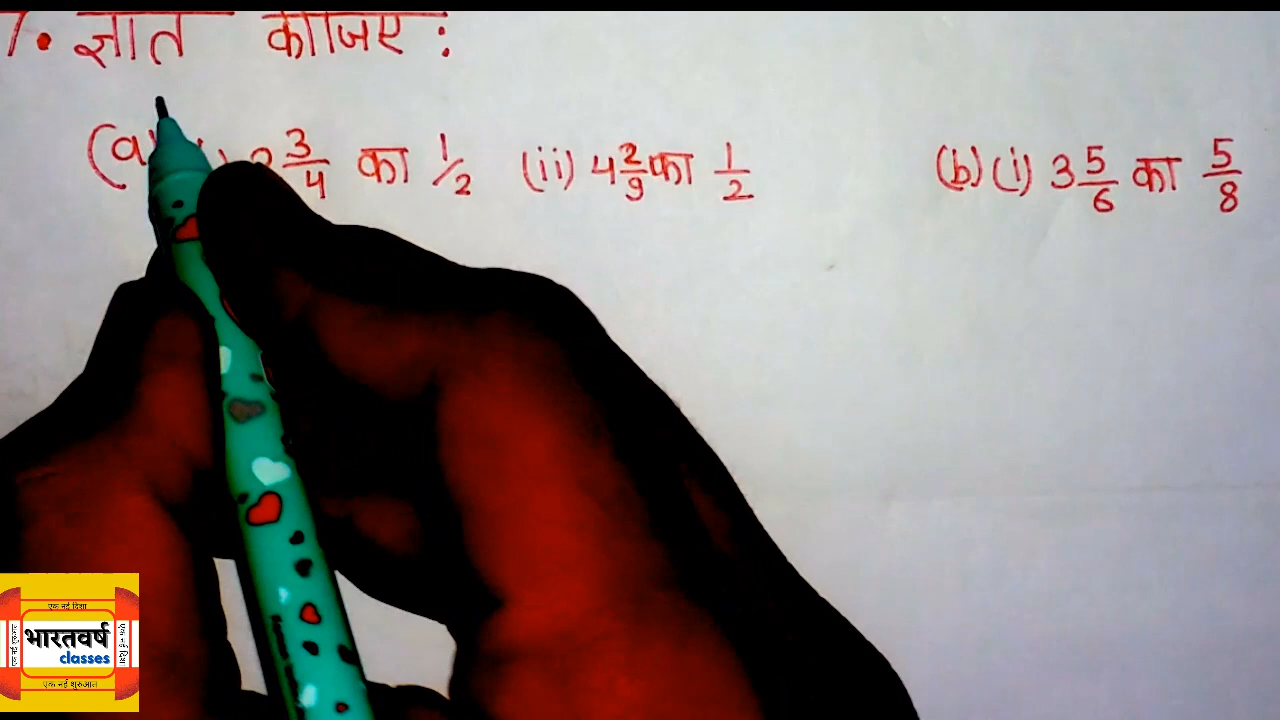 7. ज्ञात कीजिए :
(a) 2 3/4 का 1/2 (ii) 4 2/9 का 1/2 (b) (i) 3 5/6 का 5/8
एक नई दिशा
भारतवर्ष
classes
एक नई शुरुआत